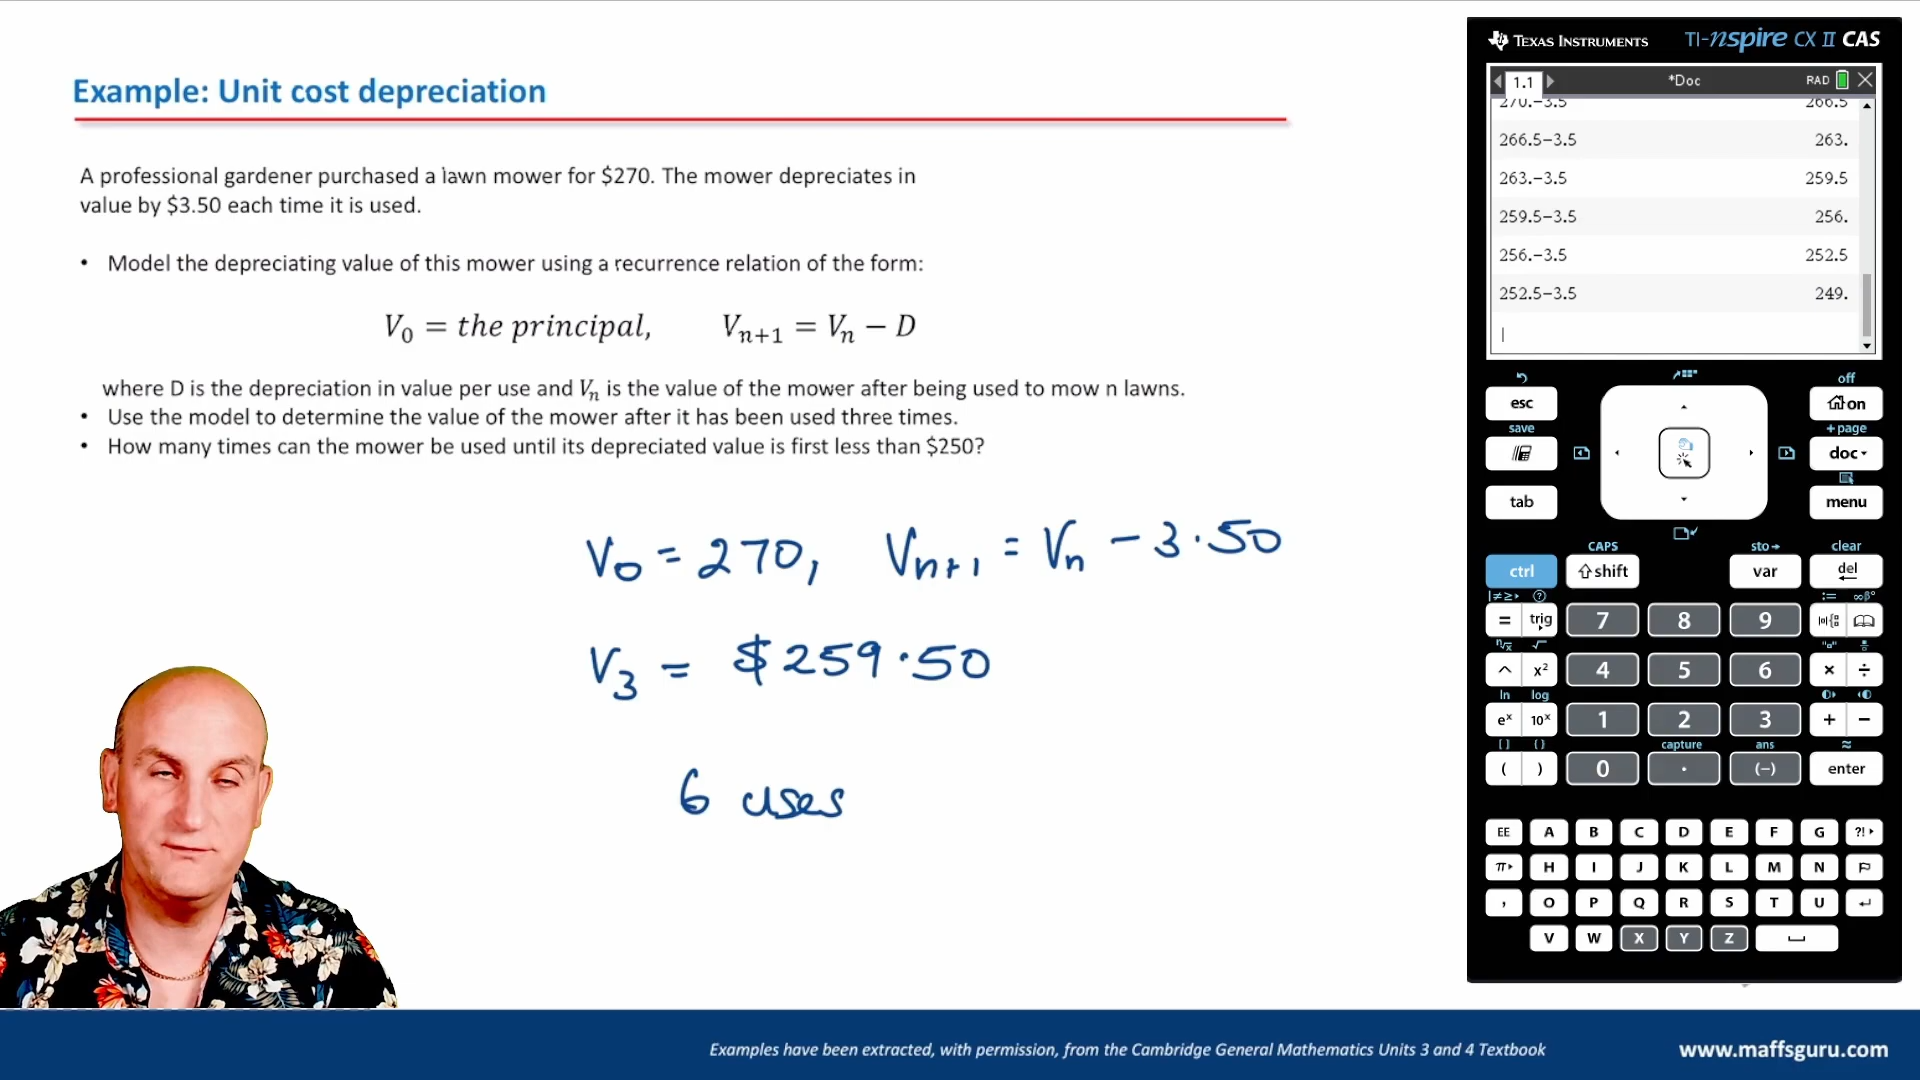 Example: Unit cost depreciation
A professional gardener purchased a lawn mower for $270. The mower depreciates in
value by $3.50 each time it is used.
• Model the depreciating value of this mower using a recurrence relation of the form:
V₀ = the principal, Vₙ₊₁ = Vₙ − D
where D is the depreciation in value per use and Vₙ is the value of the mower after being used to mow n lawns.
• Use the model to determine the value of the mower after it has been used three times.
• How many times can the mower be used until its depreciated value is first less than $250?
V₀ = 270, Vₙ₊₁ = Vₙ − 3·50
V₃ = $259·50
6 uses
TEXAS INSTRUMENTS TI-nspire CX II CAS
1.1 *Doc RAD
270.−3.5 266.5
266.5−3.5 263.
263.−3.5 259.5
259.5−3.5 256.
256.−3.5 252.5
252.5−3.5 249.
off
esc on
save +page
doc
tab menu
CAPS sto→ clear
ctrl shift var del
|≠≥▸ ? := ∞β°
= trig 7 8 9
ⁿ√x √
^ x² 4 5 6 × ÷
ln log
eˣ 10ˣ 1 2 3 + −
[ ] { } capture ans ≈
( ) 0 . (−) enter
EE A B C D E F G ?!▸
π▸ H I J K L M N
, O P Q R S T U
V W X Y Z
Examples have been extracted, with permission, from the Cambridge General Mathematics Units 3 and 4 Textbook
www.maffsguru.com